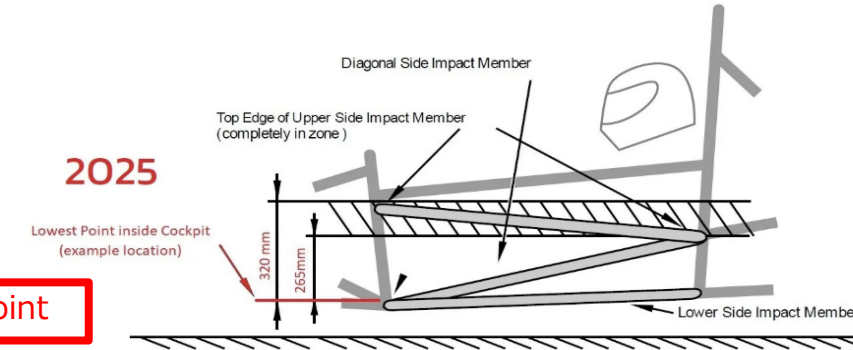 Diagonal Side Impact Member
Top Edge of Upper Side Impact Member
(completely in zone )
2025
Lowest Point inside Cockpit
(example location)
320 mm
265mm
oint
Lower Side Impact Membe